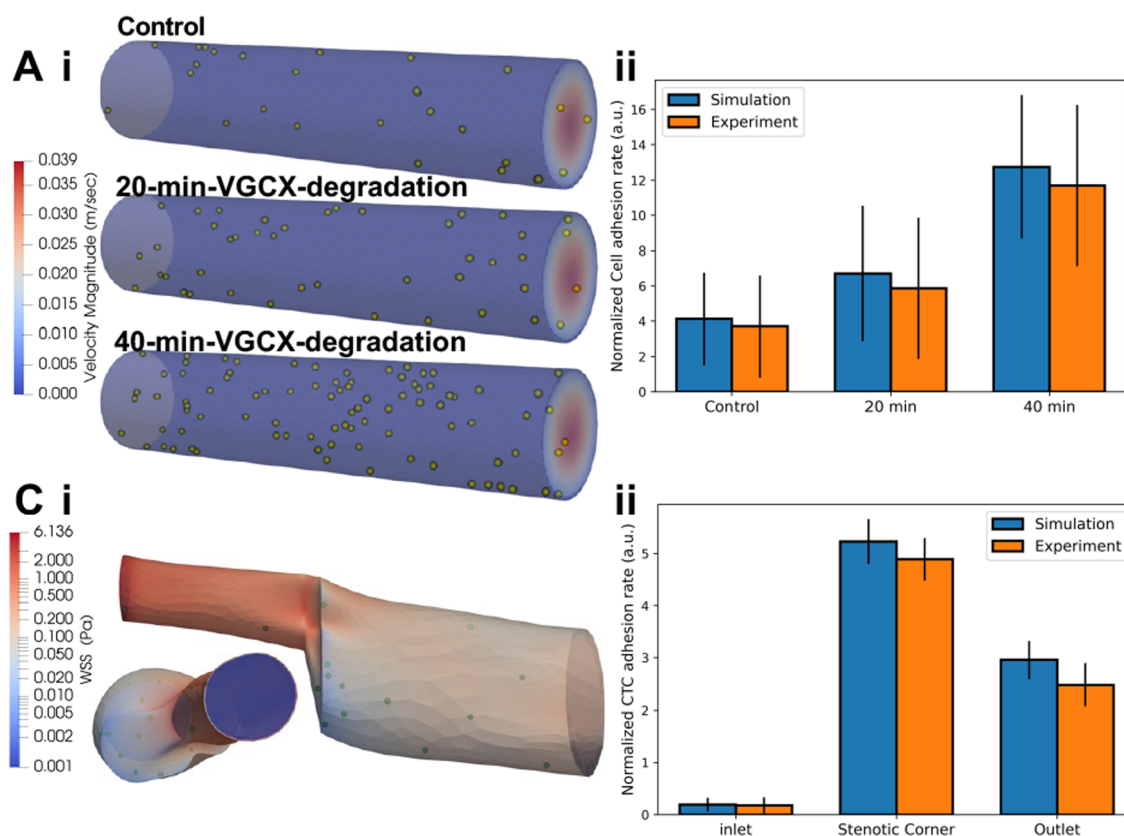 Control
A i
0.039
0.035
0.030
0.025
0.020
0.015
0.010
0.005
0.000
Velocity Magnitude (m/sec)
20-min-VGCX-degradation
40-min-VGCX-degradation
ii
Simulation
Experiment
Normalized Cell adhesion rate (a.u.)
16
14
12
10
8
6
4
2
0
Control 20 min 40 min
C i
6.136
2.000
1.000
0.500
0.200
0.100
0.050
0.020
0.010
0.005
0.002
0.001
WSS (Pa)
ii
Simulation
Experiment
Normalized CTC adhesion rate (a.u.)
5
4
3
2
1
0
inlet Stenotic Corner Outlet